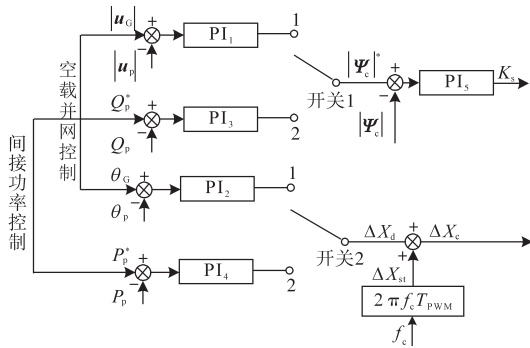 |u_G|
+
−
|u_p|
PI₁
1
空载并网控制
开关1
|Ψ_c|*
+
−
|Ψ_c|
PI₅
K_s
Q_p*
+
−
Q_p
PI₃
2
间接功率控制
θ_G
+
−
θ_p
PI₂
1
开关2
ΔX_d
+
+
ΔX_c
ΔX_st
P_p*
+
−
P_p
PI₄
2
2πf_cT_PWM
f_c